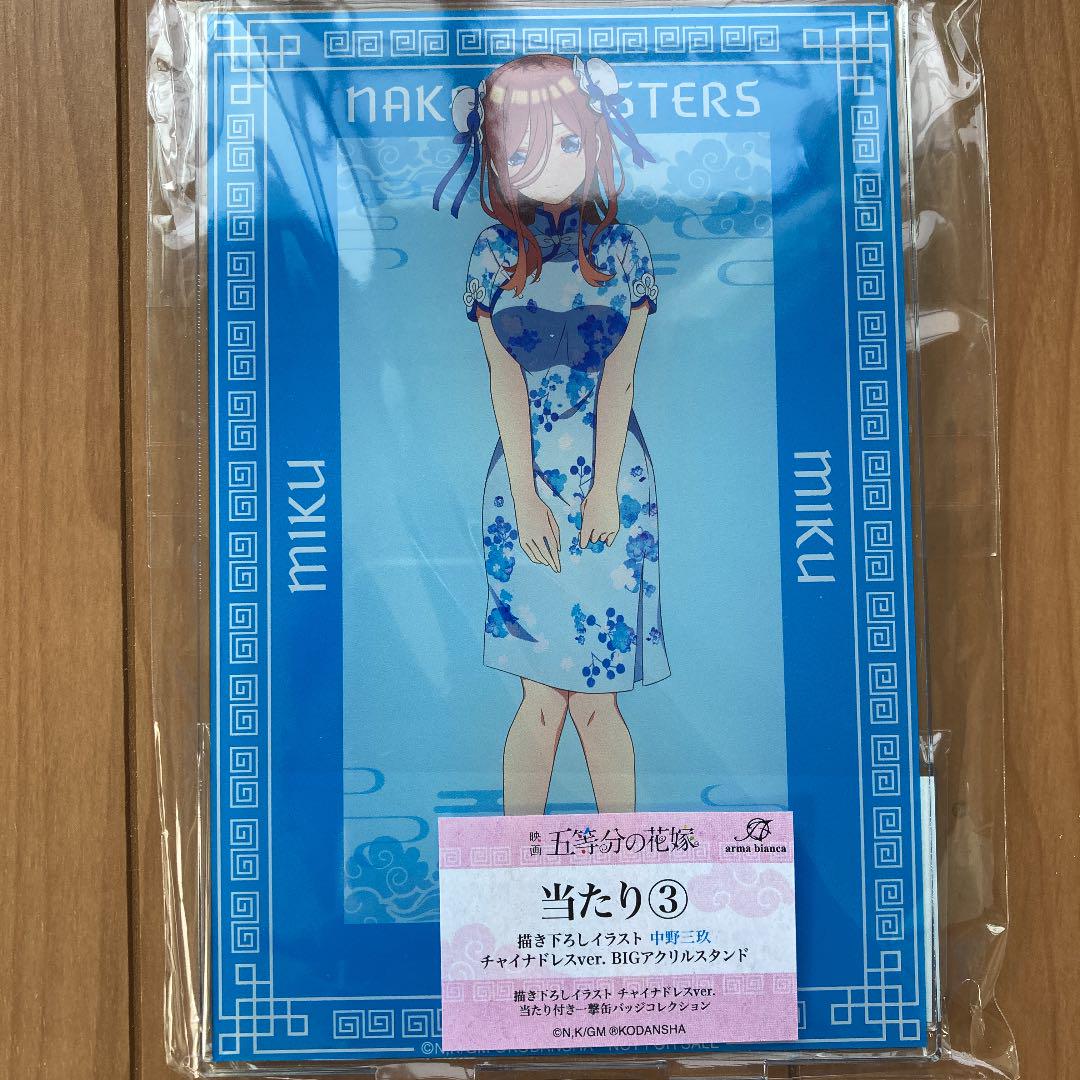 NAK STERS
MIKU
MIKU
映画 五等分の花嫁
arma bianca
当たり③
描き下ろしイラスト 中野三玖
チャイナドレスver. BIGアクリルスタンド
描き下ろしイラスト チャイナドレスver.
当たり付き一撃缶バッジコレクション
©N,K/GM ®KODANSHA